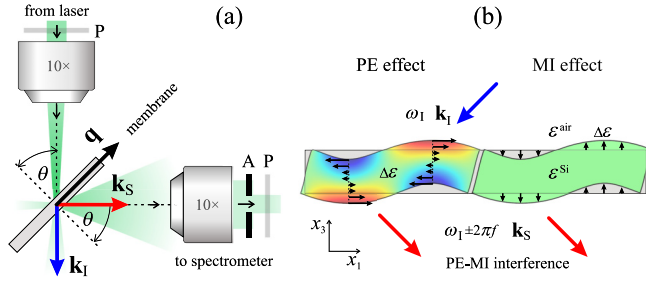 (a)
from laser
P
10×
q
membrane
θ
θ
k_S
k_I
A
P
10×
to spectrometer
(b)
PE effect
MI effect
ω_I k_I
ε^air
Δε
Δε
ε^Si
x_3
x_1
ω_I ±2πf k_S
PE-MI interference